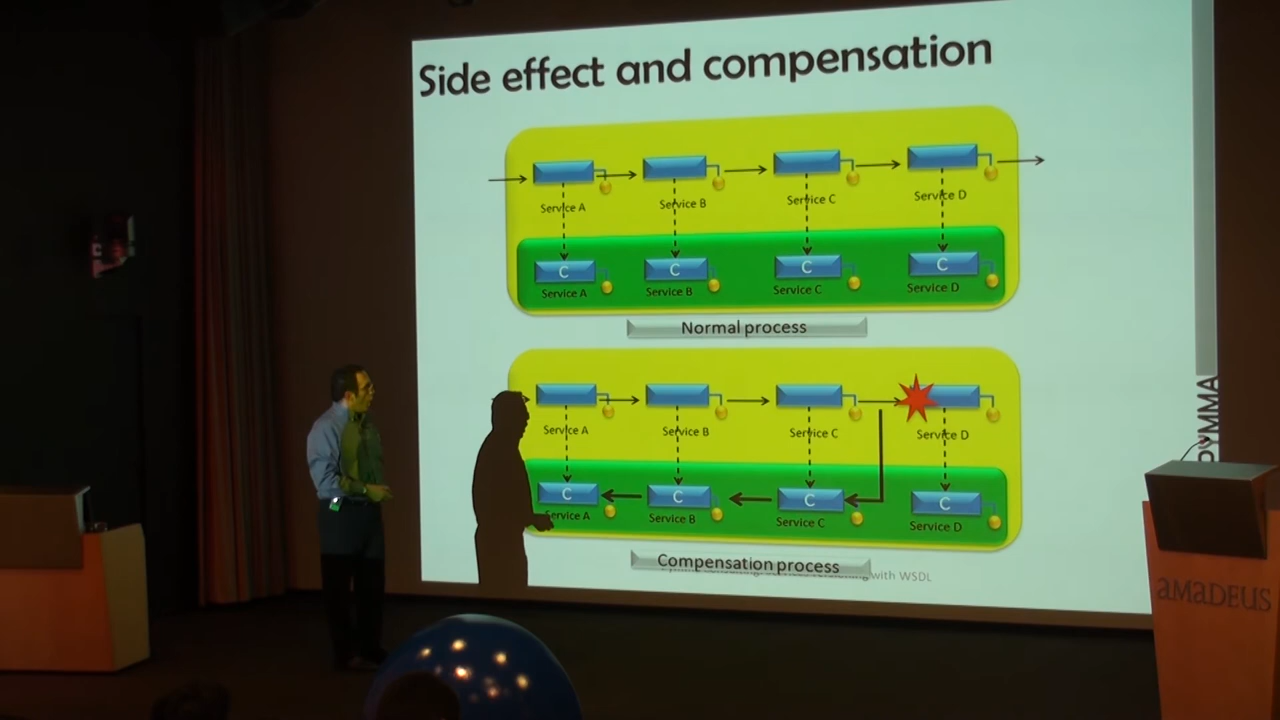 Side effect and compensation
Service A
Service B
Service C
Service D
C
C
C
C
Service A
Service B
Service C
Service D
Normal process
Service A
Service B
Service C
Service D
C
C
C
C
Service A
Service B
Service C
Service D
Compensation process
with WSDL
DYMMA
amadeus